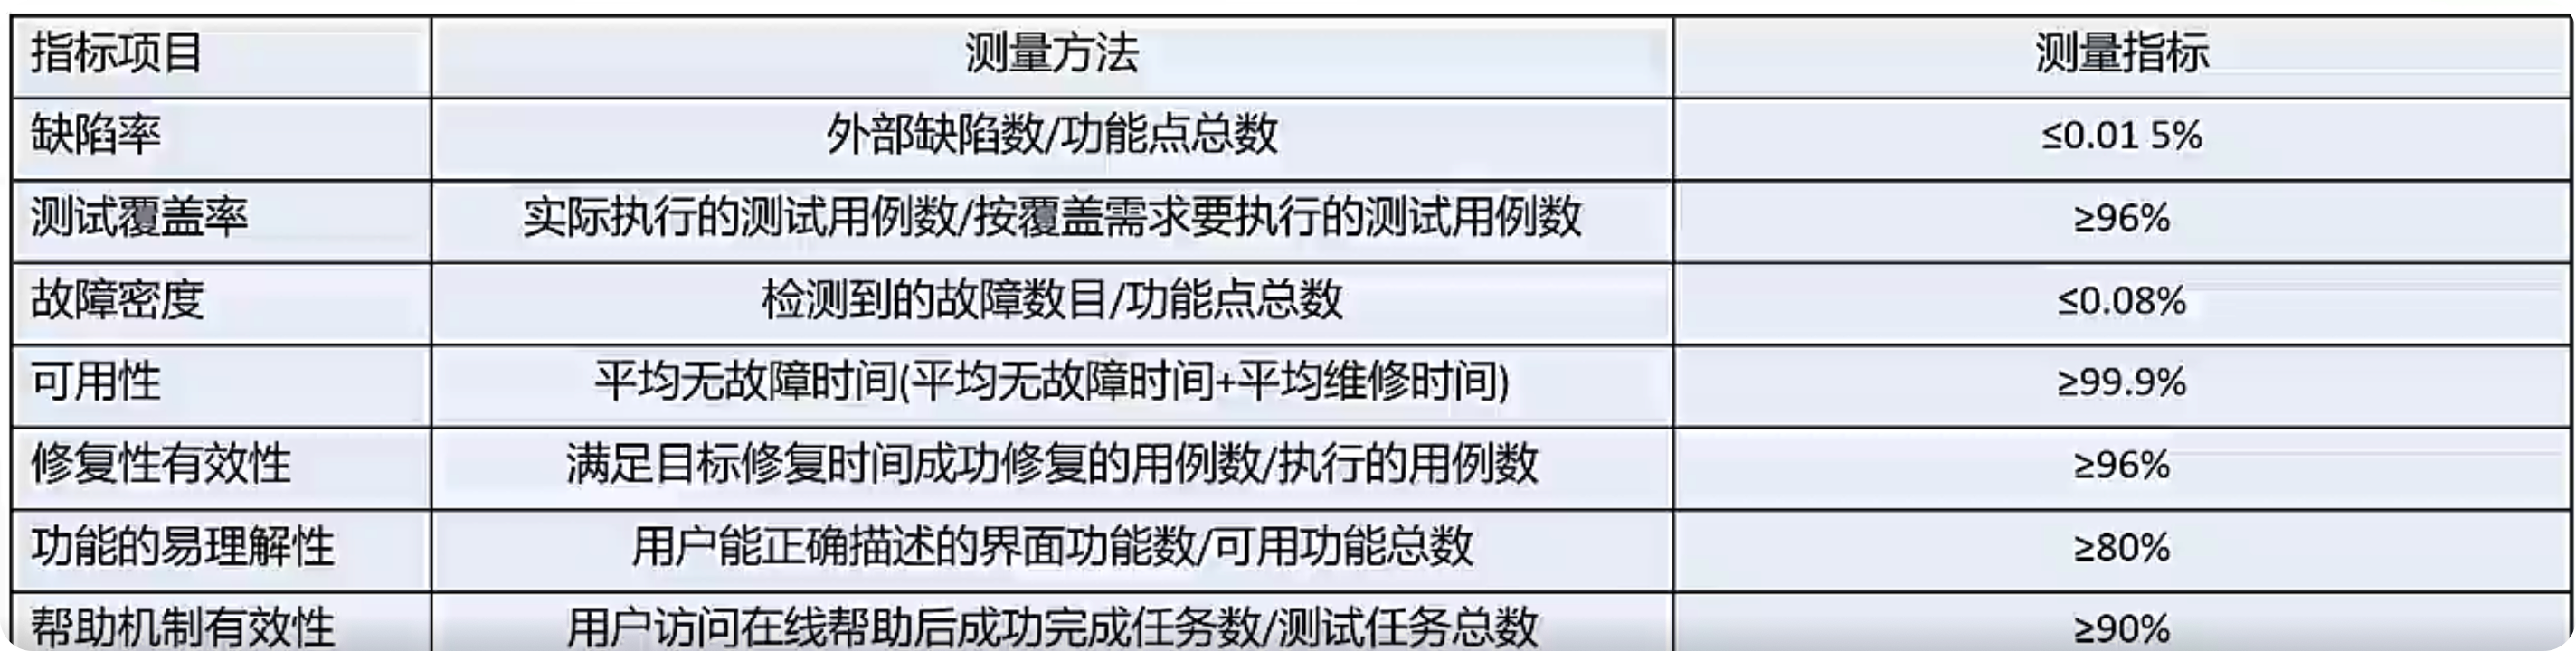 指标项目 测量方法 测量指标
缺陷率 外部缺陷数/功能点总数 ≤0.01 5%
测试覆盖率 实际执行的测试用例数/按覆盖需求要执行的测试用例数 ≥96%
故障密度 检测到的故障数目/功能点总数 ≤0.08%
可用性 平均无故障时间(平均无故障时间+平均维修时间) ≥99.9%
修复性有效性 满足目标修复时间成功修复的用例数/执行的用例数 ≥96%
功能的易理解性 用户能正确描述的界面功能数/可用功能总数 ≥80%
帮助机制有效性 用户访问在线帮助后成功完成任务数/测试任务总数 ≥90%